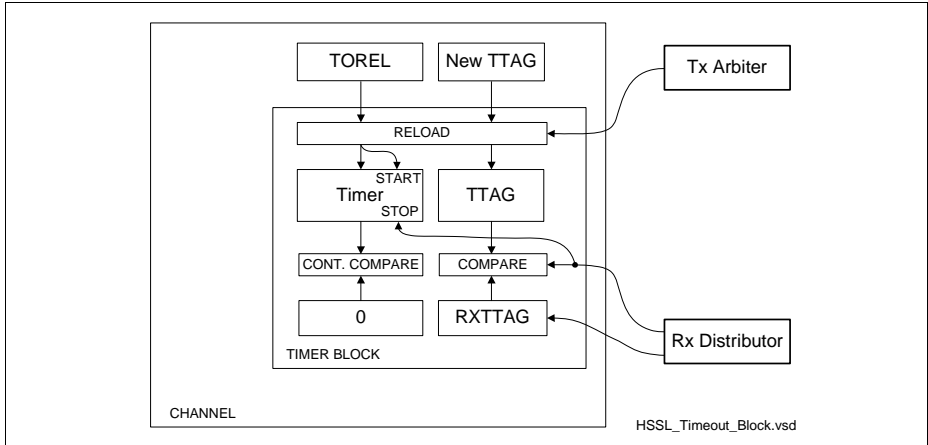 TOREL
New TTAG
Tx Arbiter
RELOAD
START
Timer
TTAG
STOP
CONT. COMPARE
COMPARE
0
RXTTAG
Rx Distributor
TIMER BLOCK
CHANNEL
HSSL_Timeout_Block.vsd